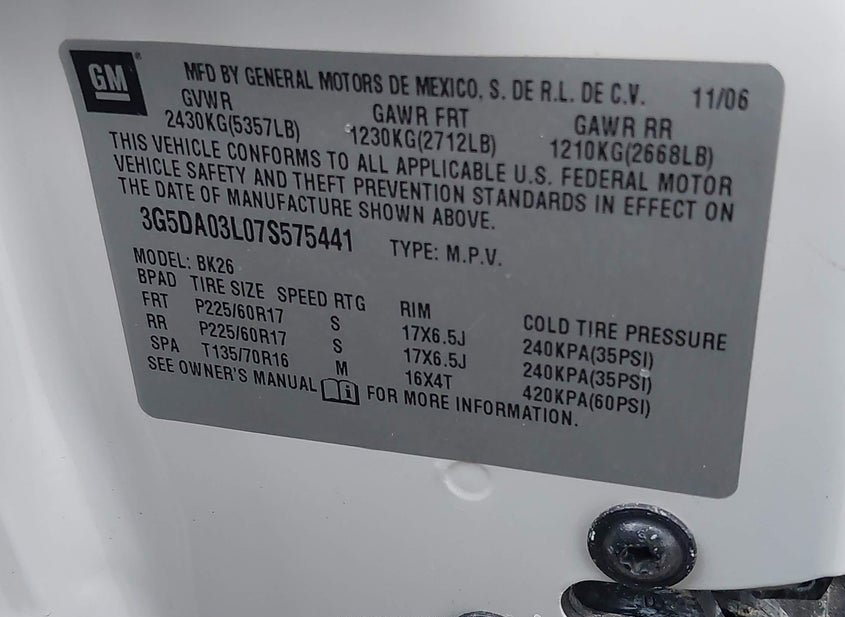 GM
MFD BY GENERAL MOTORS DE MEXICO, S. DE R.L. DE C.V. 11/06
GVWR GAWR FRT GAWR RR
2430KG(5357LB) 1230KG(2712LB) 1210KG(2668LB)
THIS VEHICLE CONFORMS TO ALL APPLICABLE U.S. FEDERAL MOTOR
VEHICLE SAFETY AND THEFT PREVENTION STANDARDS IN EFFECT ON
THE DATE OF MANUFACTURE SHOWN ABOVE.
3G5DA03L07S575441 TYPE: M.P.V.
MODEL: BK26
BPAD TIRE SIZE SPEED RTG RIM COLD TIRE PRESSURE
FRT P225/60R17 S 17X6.5J 240KPA(35PSI)
RR P225/60R17 S 17X6.5J 240KPA(35PSI)
SPA T135/70R16 M 16X4T 420KPA(60PSI)
SEE OWNER'S MANUAL FOR MORE INFORMATION.